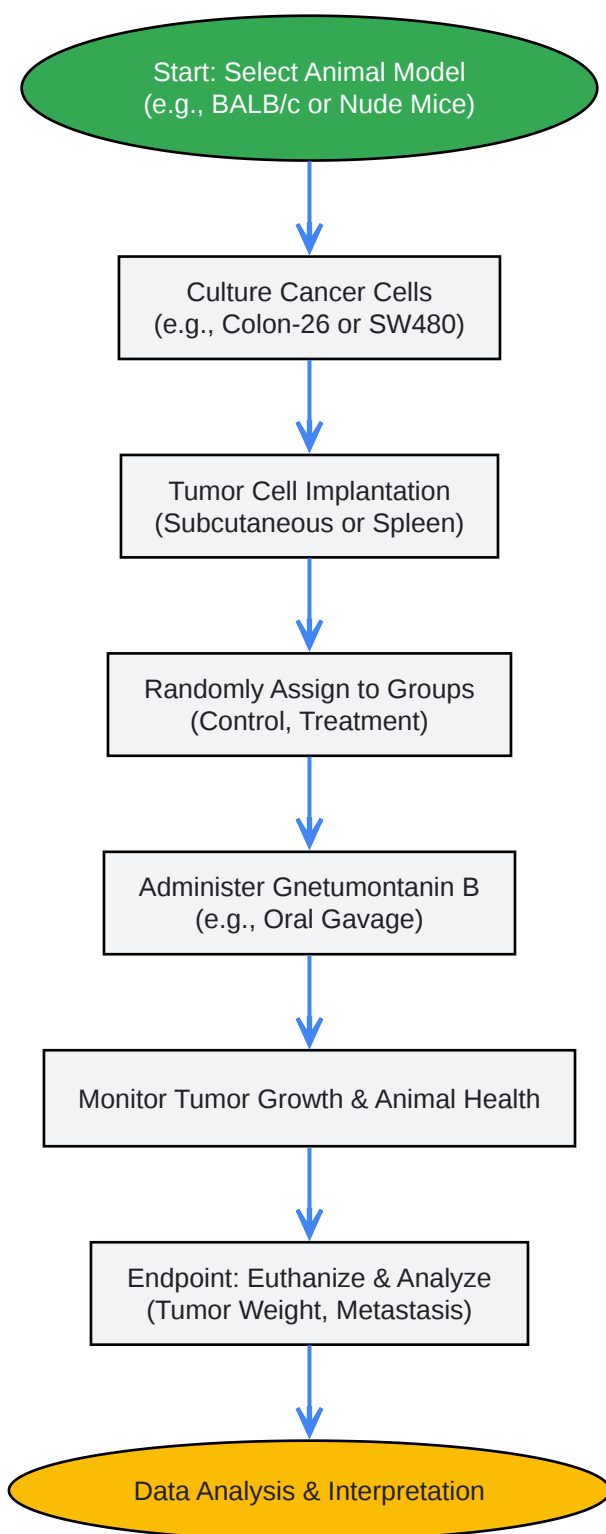 Start: Select Animal Model
(e.g., BALB/c or Nude Mice)
Culture Cancer Cells
(e.g., Colon-26 or SW480)
Tumor Cell Implantation
(Subcutaneous or Spleen)
Randomly Assign to Groups
(Control, Treatment)
Administer Gnetumontanin B
(e.g., Oral Gavage)
Monitor Tumor Growth & Animal Health
Endpoint: Euthanize & Analyze
(Tumor Weight, Metastasis)
Data Analysis & Interpretation